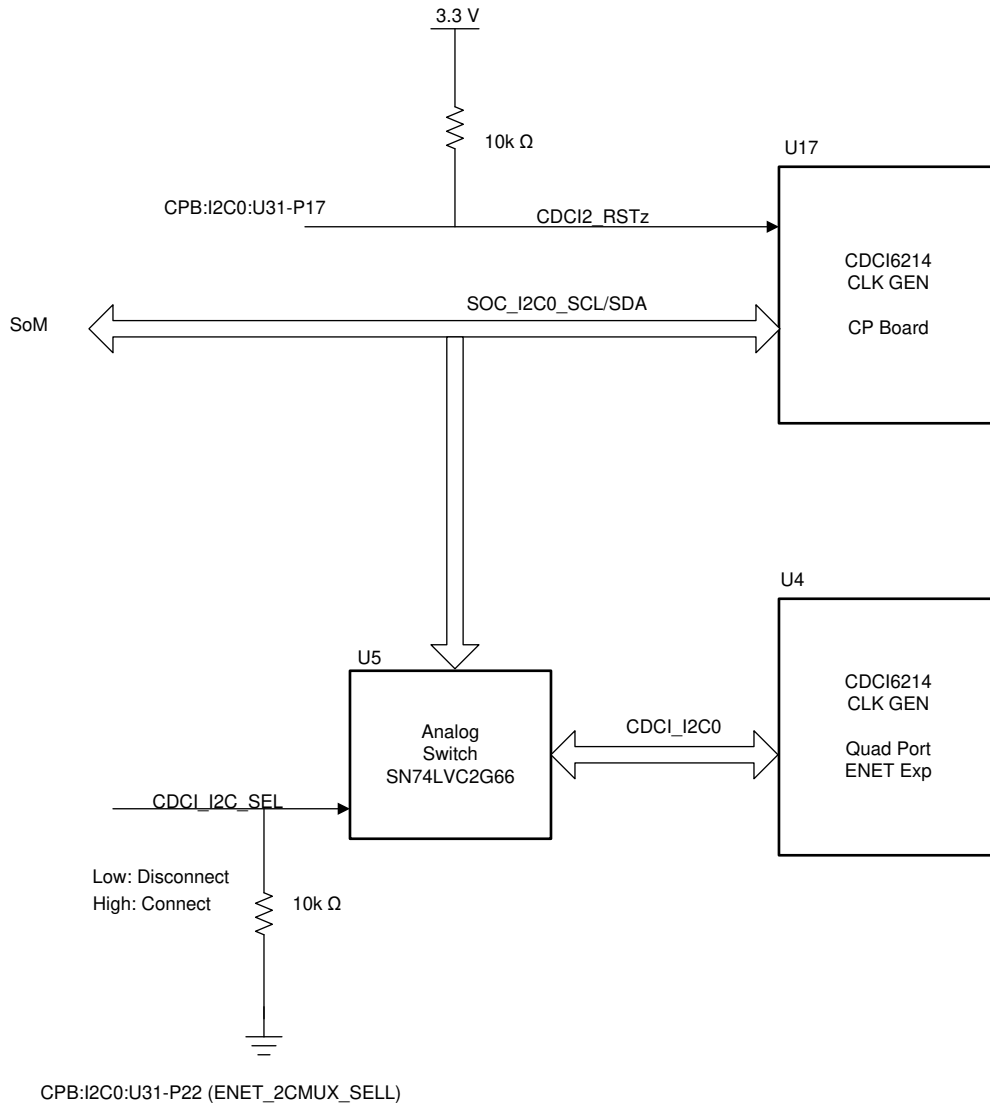 3.3 V
10k Ω
U17
CPB:I2C0:U31-P17
CDCI2_RSTz
CDCI6214
CLK GEN
CP Board
SOC_I2C0_SCL/SDA
SoM
U4
U5
CDCI6214
CLK GEN
Quad Port
ENET Exp
Analog
Switch
SN74LVC2G66
CDCI_I2C0
CDCI_I2C_SEL
Low: Disconnect
High: Connect
10k Ω
CPB:I2C0:U31-P22 (ENET_2CMUX_SELL)